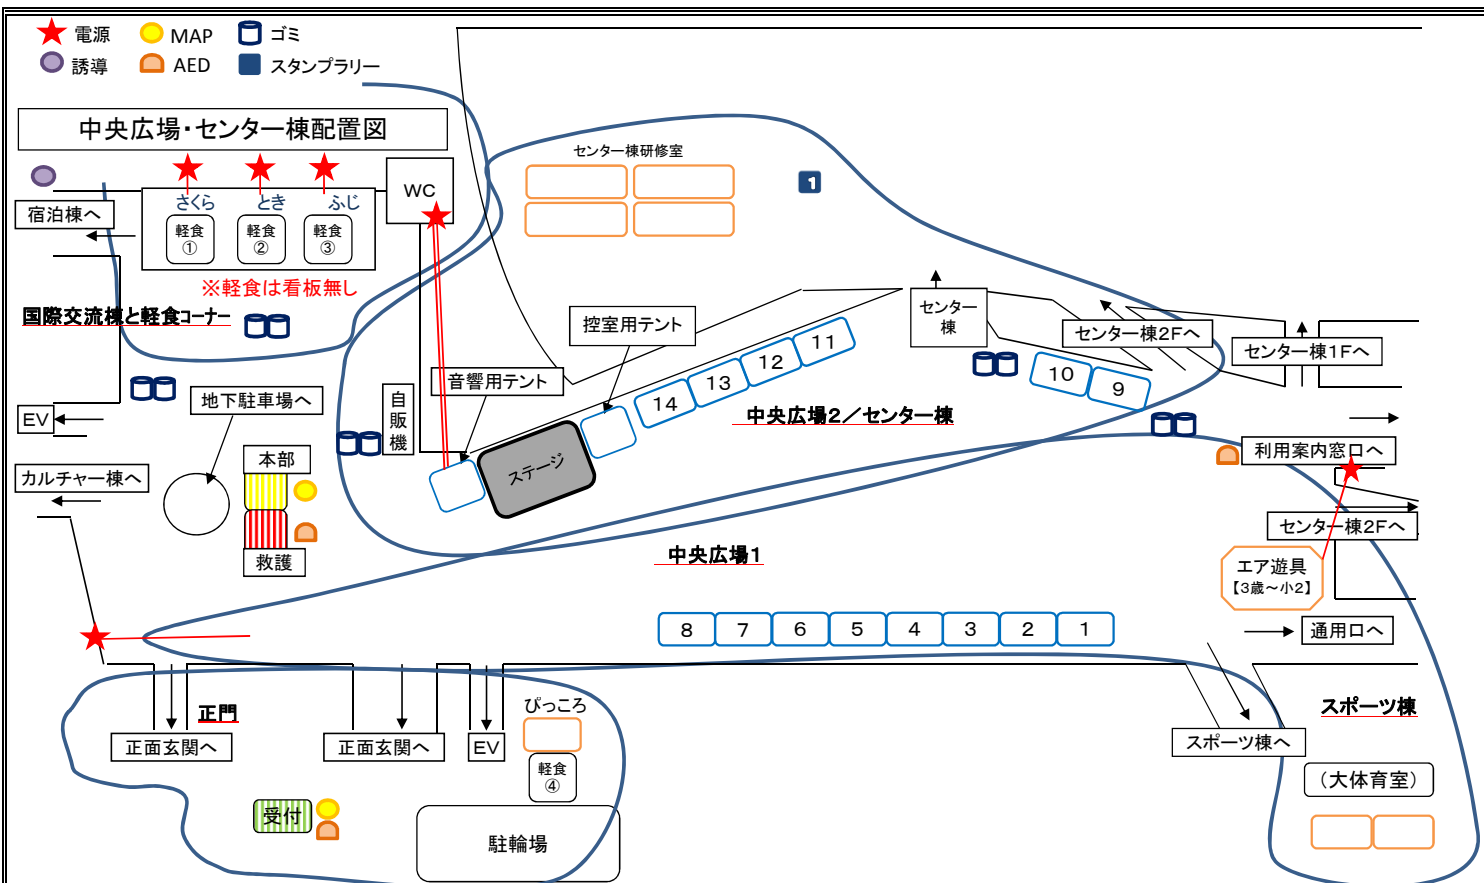 電源 MAP ゴミ
誘導 AED スタンプラリー
中央広場・センター棟配置図
センター棟研修室
1
WC
さくら とき ふじ
宿泊棟へ
軽食① 軽食② 軽食③
※軽食は看板無し
国際交流棟と軽食コーナー
控室用テント
センター棟
センター棟2Fへ
センター棟1Fへ
音響用テント
14 13 12 11
10 9
自販機
地下駐車場へ
中央広場2/センター棟
EV
本部
ステージ
利用案内窓口へ
カルチャー棟へ
センター棟2Fへ
救護
中央広場1
エア遊具
【3歳~小2】
8 7 6 5 4 3 2 1
通用口へ
正門
ぴっころ
スポーツ棟
正面玄関へ 正面玄関へ EV
スポーツ棟へ
軽食④
(大体育室)
受付
駐輪場